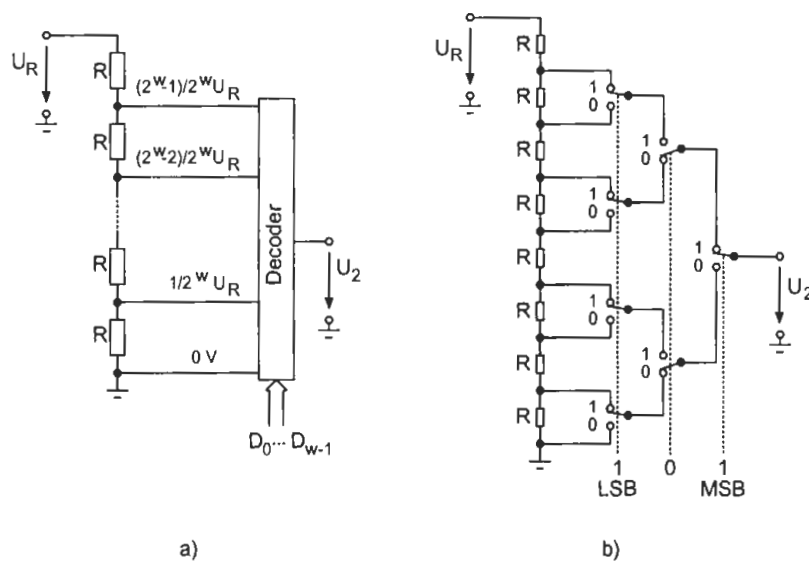 U_R
R
(2^w-1)/2^w U_R
R
(2^w-2)/2^w U_R
R
1/2^w U_R
R
0 V
Decoder
U_2
D_0... D_w-1
a)
U_R
R
R
R
R
R
R
R
R
1
0
1
0
1
0
1
0
1
0
1
0
1
0
U_2
1 0 1
LSB MSB
b)